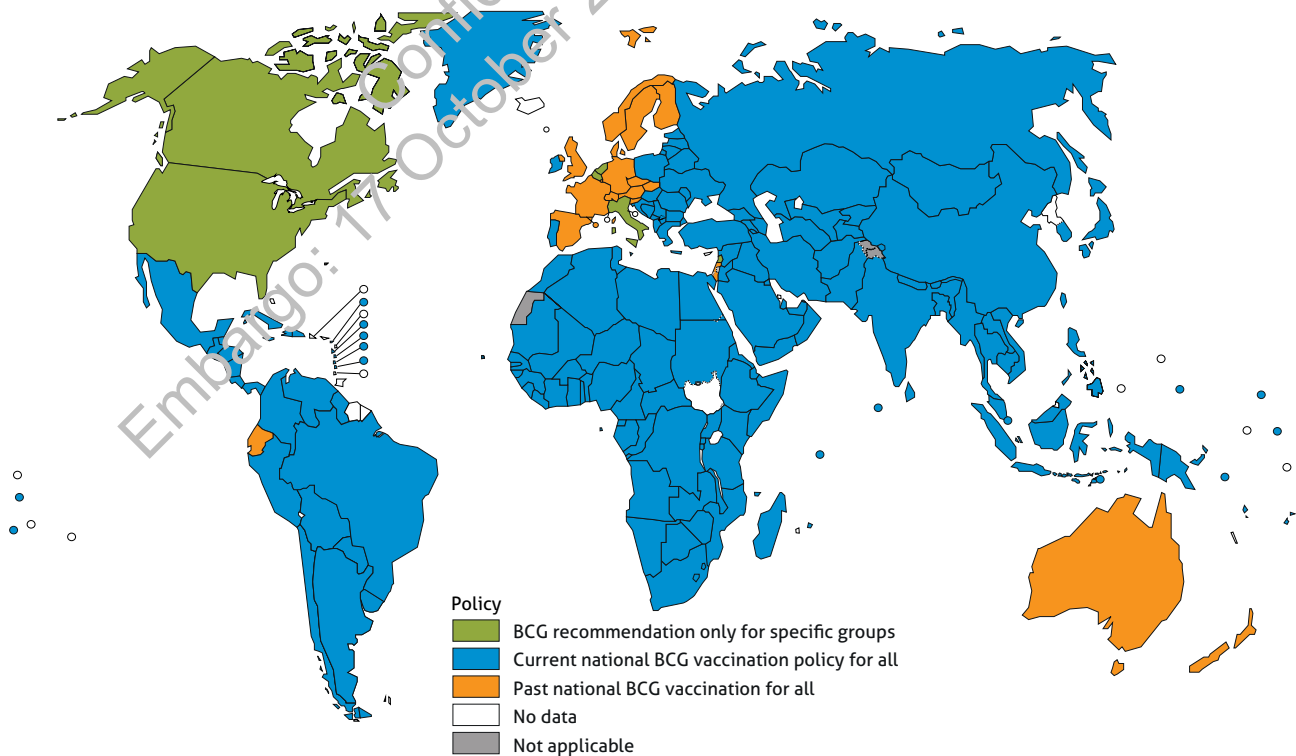 Embargo: 17 October 2
Confi
Policy
BCG recommendation only for specific groups
Current national BCG vaccination policy for all
Past national BCG vaccination for all
No data
Not applicable